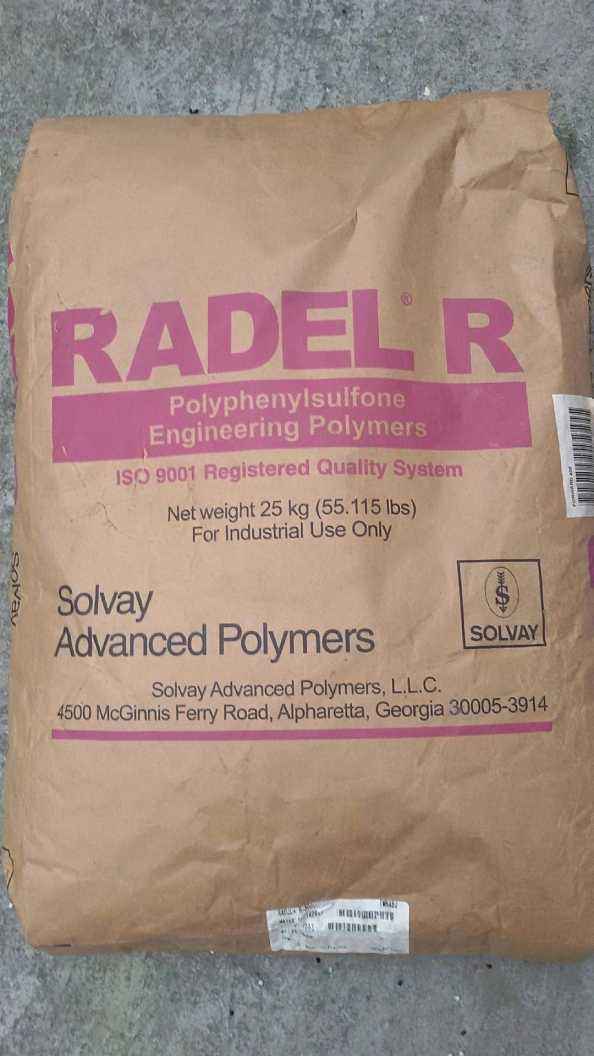 RADEL® R
Polyphenylsulfone
Engineering Polymers
ISO 9001 Registered Quality System
Net weight 25 kg (55.115 lbs)
For Industrial Use Only
Solvay
Advanced Polymers
SOLVAY
Solvay Advanced Polymers, L.L.C.
4500 McGinnis Ferry Road, Alpharetta, Georgia 30005-3914
Solvay